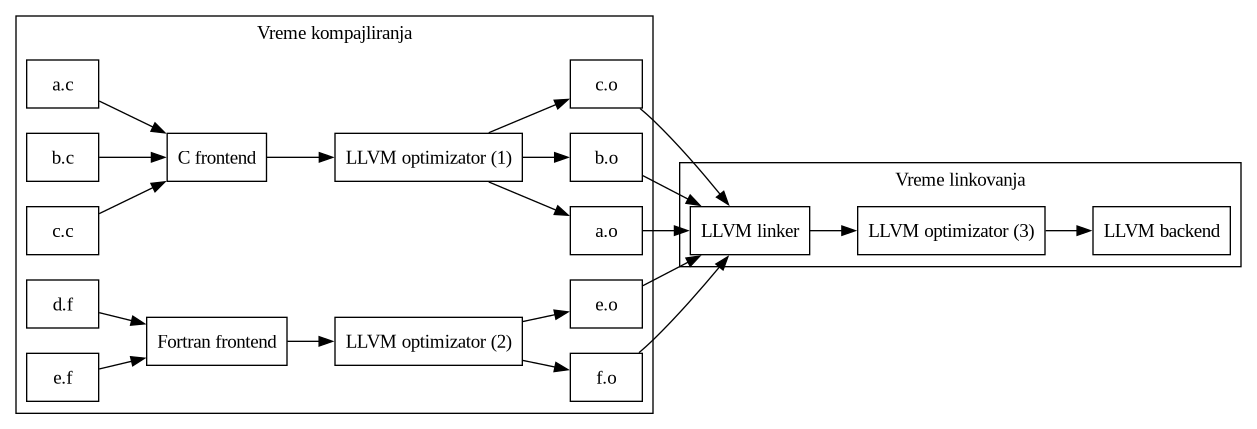 Vreme kompajliranja
a.c
b.c
c.c
d.f
e.f
C frontend
Fortran frontend
LLVM optimizator (1)
LLVM optimizator (2)
c.o
b.o
a.o
e.o
f.o
Vreme linkovanja
LLVM linker
LLVM optimizator (3)
LLVM backend